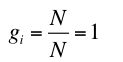 g_i = N/N = 1